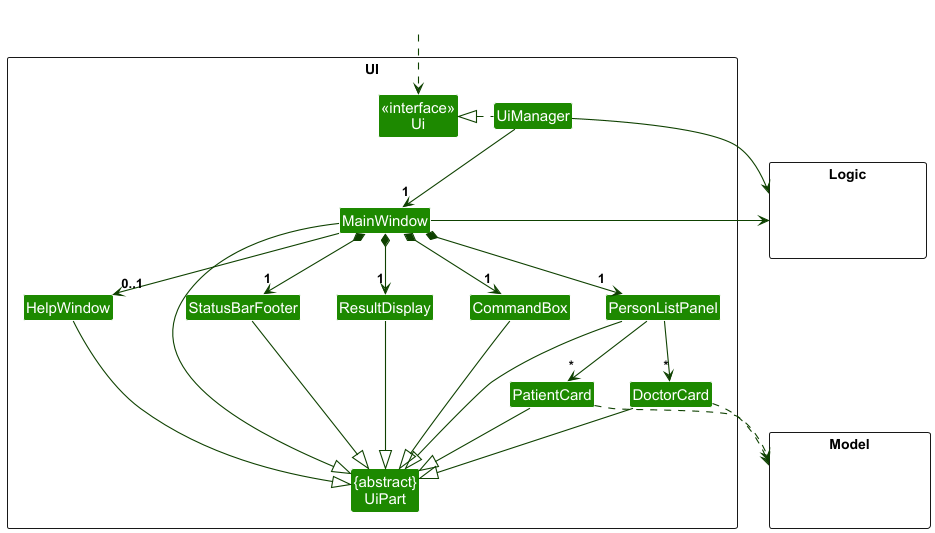 UI
«interface»
Ui
UiManager
Logic
1
MainWindow
0..1
1
1
1
1
HelpWindow
StatusBarFooter
ResultDisplay
CommandBox
PersonListPanel
*
*
PatientCard
DoctorCard
Model
{abstract}
UiPart